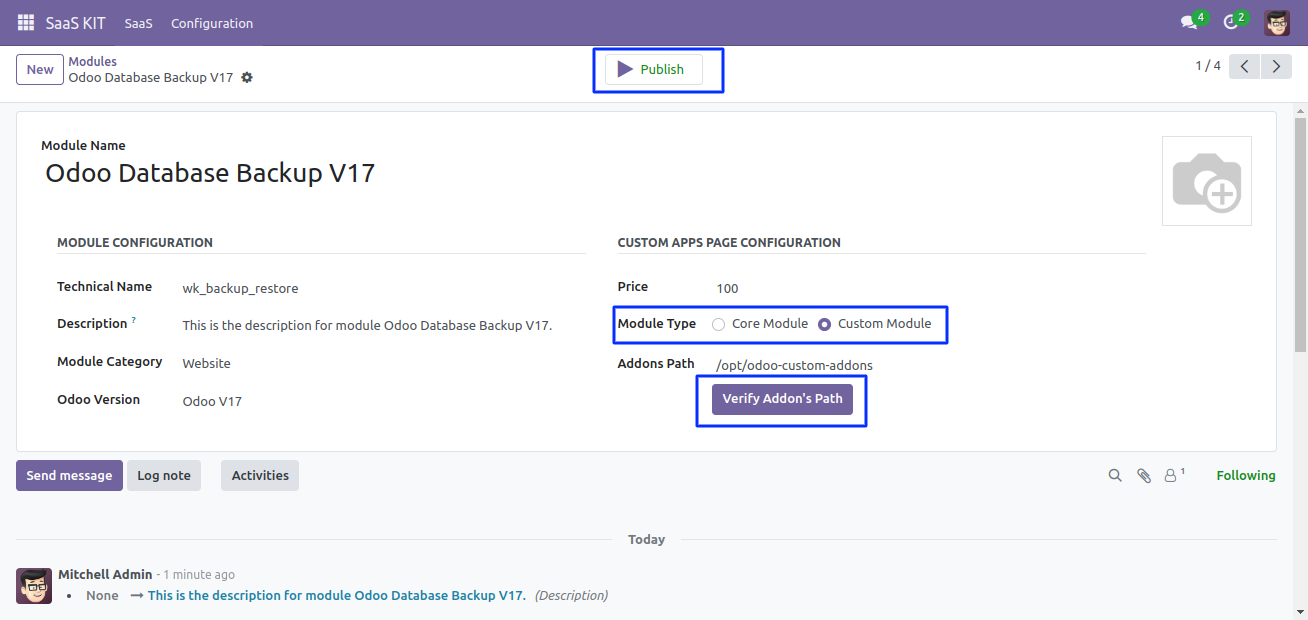 SaaS KIT SaaS Configuration 4 2
New Modules Publish 1 / 4
Odoo Database Backup V17
Module Name
Odoo Database Backup V17
MODULE CONFIGURATION CUSTOM APPS PAGE CONFIGURATION
Technical Name wk_backup_restore Price 100
Description ? This is the description for module Odoo Database Backup V17. Module Type Core Module Custom Module
Module Category Website Addons Path /opt/odoo-custom-addons
Odoo Version Odoo V17 Verify Addon's Path
Send message Log note Activities 1 Following
Today
Mitchell Admin - 1 minute ago
• None → This is the description for module Odoo Database Backup V17. (Description)